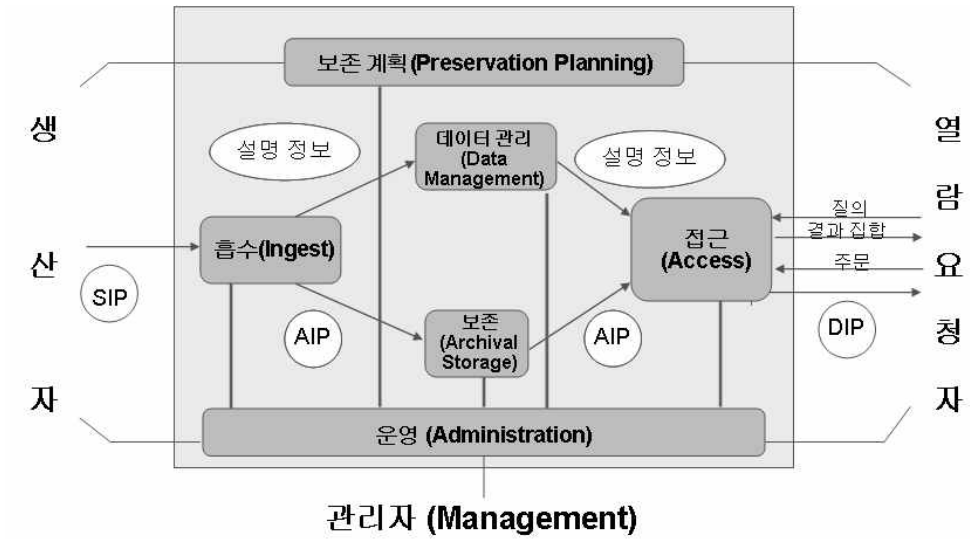 보존 계획(Preservation Planning)
생
산
자
열
람
요
청
자
설명 정보
데이터 관리
(Data
Management)
설명 정보
흡수(Ingest)
접근
(Access)
질의
결과 집합
주문
SIP
AIP
보존
(Archival
Storage)
AIP
DIP
운영 (Administration)
관리자 (Management)